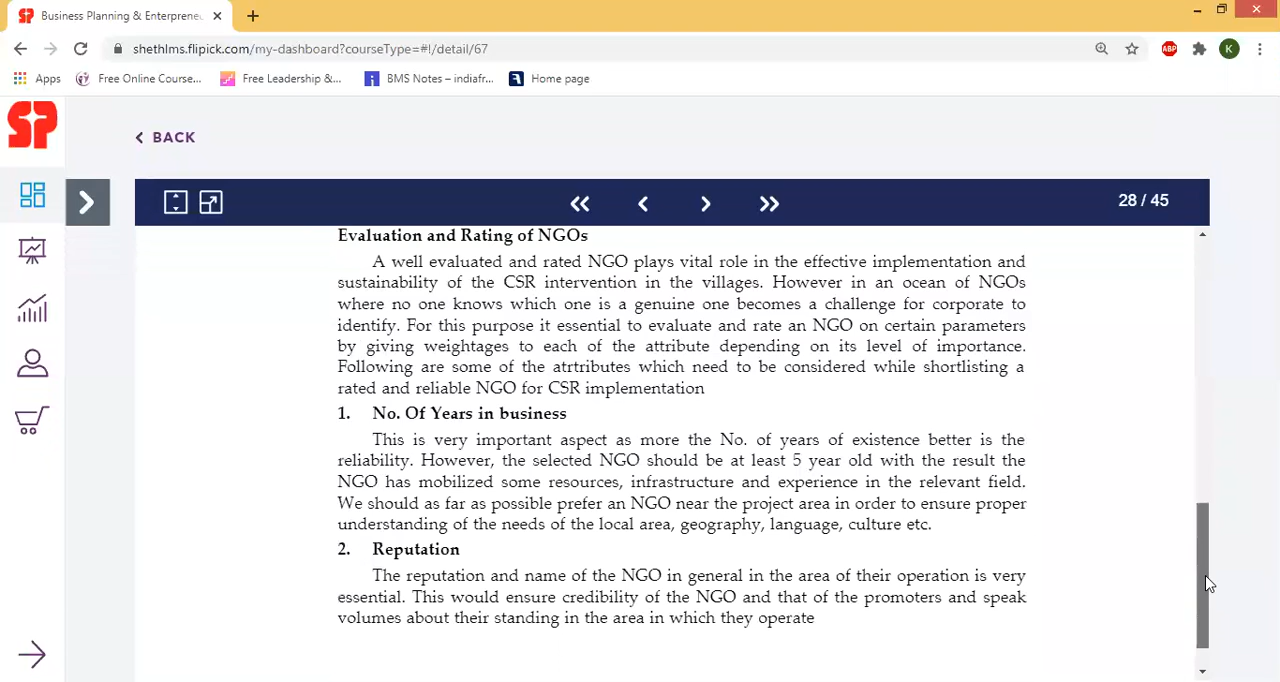 Business Planning & Enterpren
shethlms.flipick.com/my-dashboard?courseType=#!/detail/67
ABP
K
Apps
Free Online Course...
Free Leadership &...
BMS Notes – indiafr...
Home page
SP
BACK
28 / 45
Evaluation and Rating of NGOs
A well evaluated and rated NGO plays vital role in the effective implementation and
sustainability of the CSR intervention in the villages. However in an ocean of NGOs
where no one knows which one is a genuine one becomes a challenge for corporate to
identify. For this purpose it essential to evaluate and rate an NGO on certain parameters
by giving weightages to each of the attribute depending on its level of importance.
Following are some of the atrtributes which need to be considered while shortlisting a
rated and reliable NGO for CSR implementation
1. No. Of Years in business
This is very important aspect as more the No. of years of existence better is the
reliability. However, the selected NGO should be at least 5 year old with the result the
NGO has mobilized some resources, infrastructure and experience in the relevant field.
We should as far as possible prefer an NGO near the project area in order to ensure proper
understanding of the needs of the local area, geography, language, culture etc.
2. Reputation
The reputation and name of the NGO in general in the area of their operation is very
essential. This would ensure credibility of the NGO and that of the promoters and speak
volumes about their standing in the area in which they operate